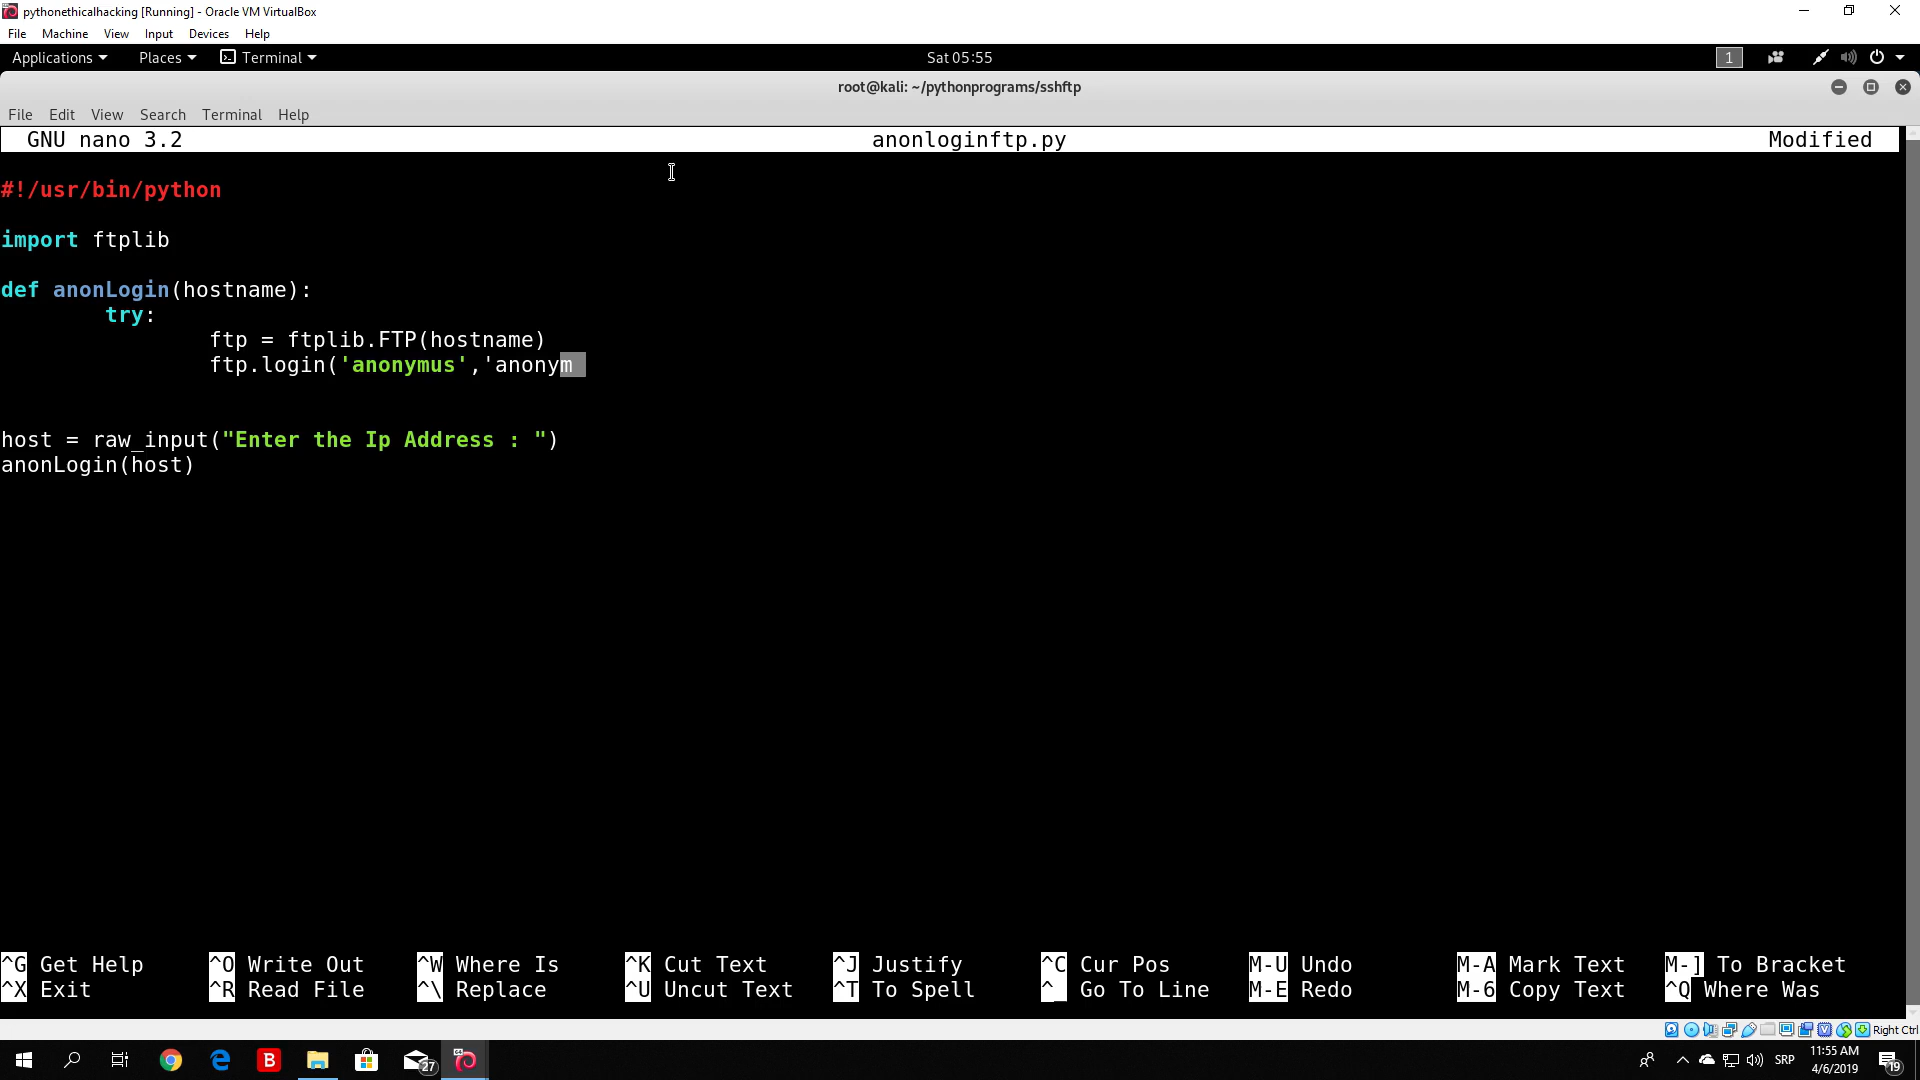 pythonethicalhacking [Running] - Oracle VM VirtualBox
File Machine View Input Devices Help
Applications Places Terminal Sat 05:55 1
root@kali: ~/pythonprograms/sshftp
File Edit View Search Terminal Help
GNU nano 3.2 anonloginftp.py Modified
#!/usr/bin/python
import ftplib
def anonLogin(hostname):
try:
ftp = ftplib.FTP(hostname)
ftp.login('anonymus','anonym
host = raw_input("Enter the Ip Address : ")
anonLogin(host)
^G Get Help ^O Write Out ^W Where Is ^K Cut Text ^J Justify ^C Cur Pos M-U Undo M-A Mark Text M-] To Bracket
^X Exit ^R Read File ^\ Replace ^U Uncut Text ^T To Spell ^_ Go To Line M-E Redo M-6 Copy Text ^Q Where Was
Right Ctrl
B 27 64 SRP 11:55 AM 19
4/6/2019